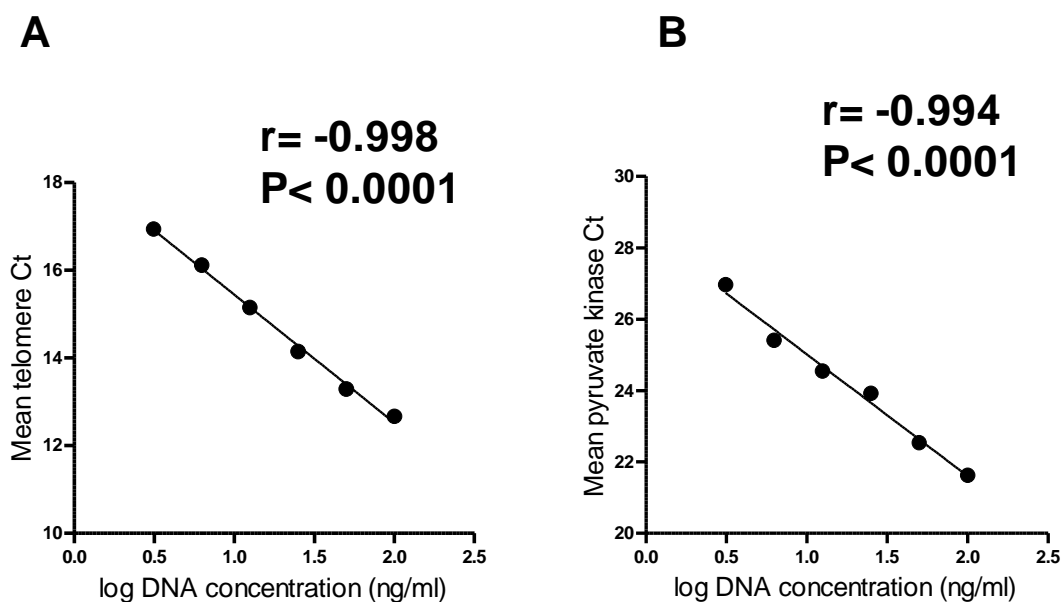 A
r= -0.998
P< 0.0001
Mean telomere Ct
18
16
14
12
10
0.0 0.5 1.0 1.5 2.0 2.5
log DNA concentration (ng/ml)
B
r= -0.994
P< 0.0001
Mean pyruvate kinase Ct
30
28
26
24
22
20
0.0 0.5 1.0 1.5 2.0 2.5
log DNA concentration (ng/ml)